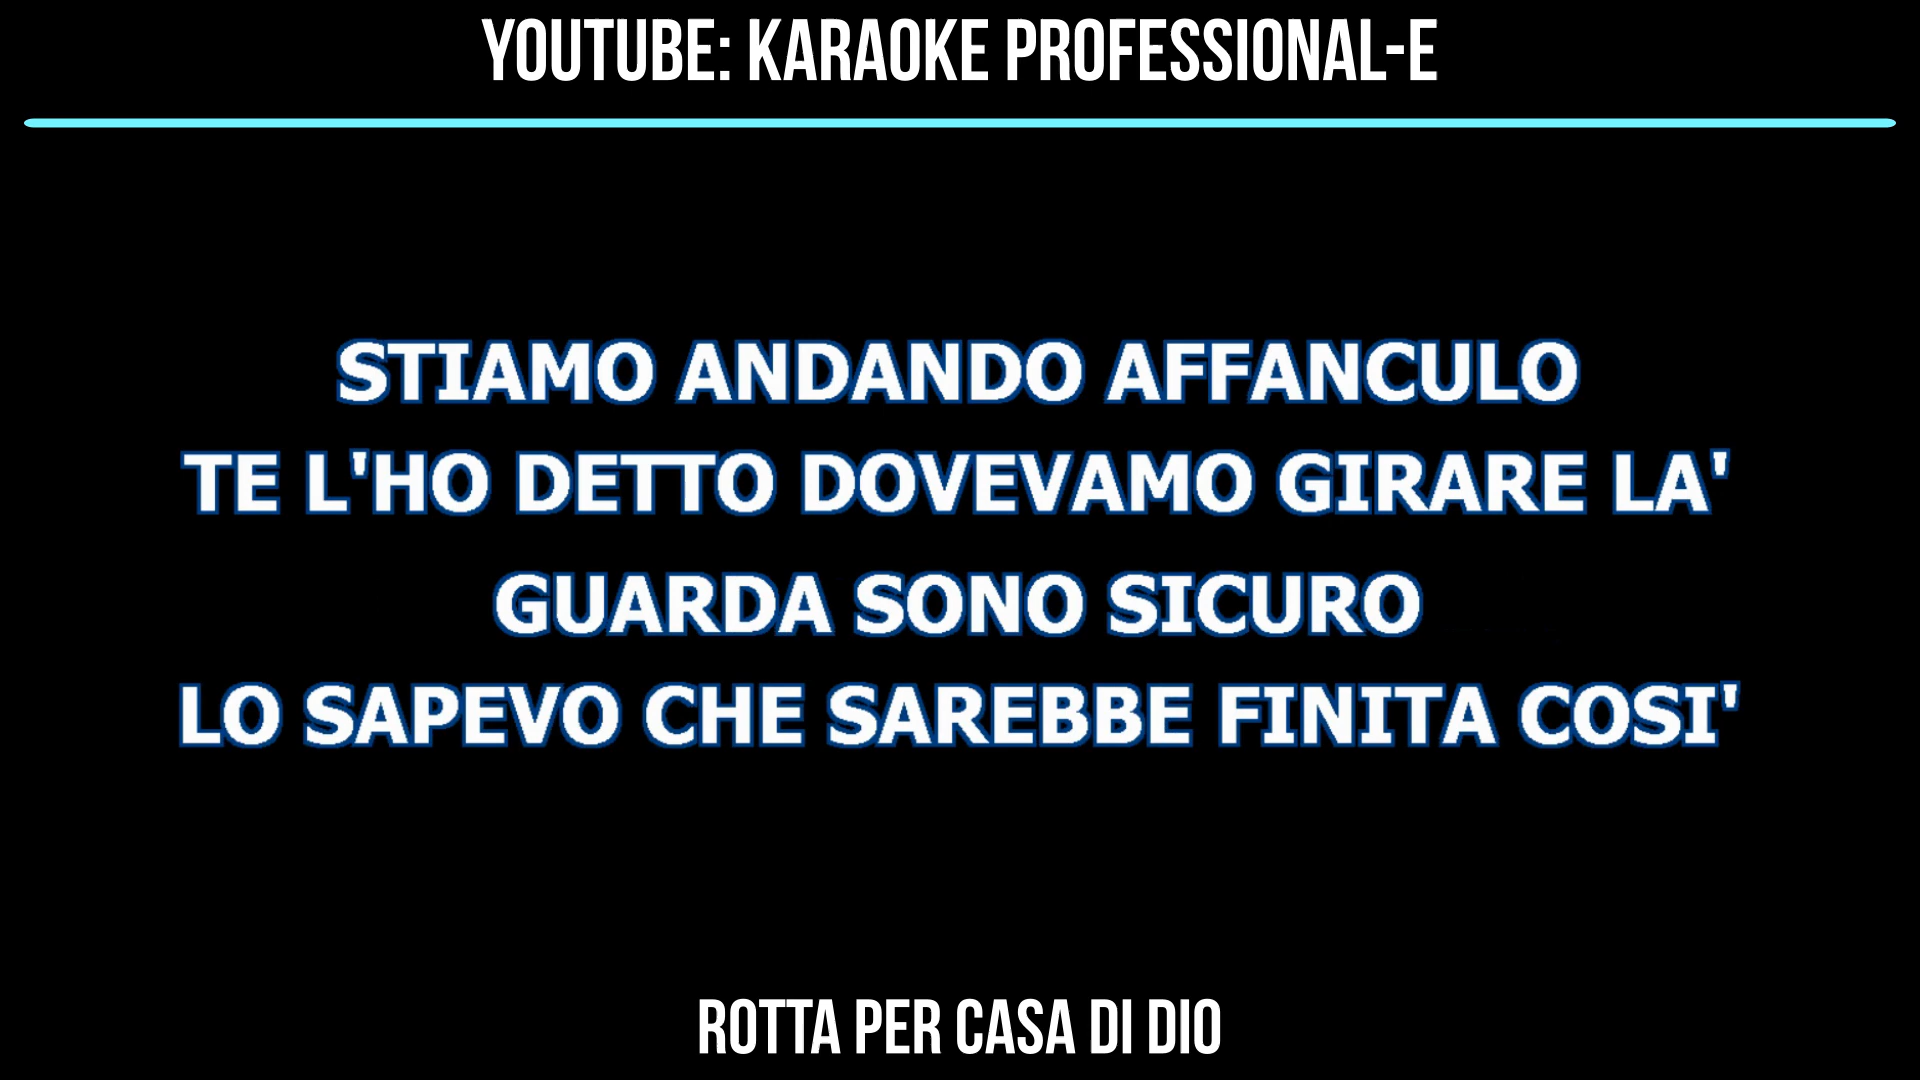 YOUTUBE: KARAOKE PROFESSIONAL-E
STIAMO ANDANDO AFFANCULO
TE L'HO DETTO DOVEVAMO GIRARE LA'
GUARDA SONO SICURO
LO SAPEVO CHE SAREBBE FINITA COSI'
ROTTA PER CASA DI DIO